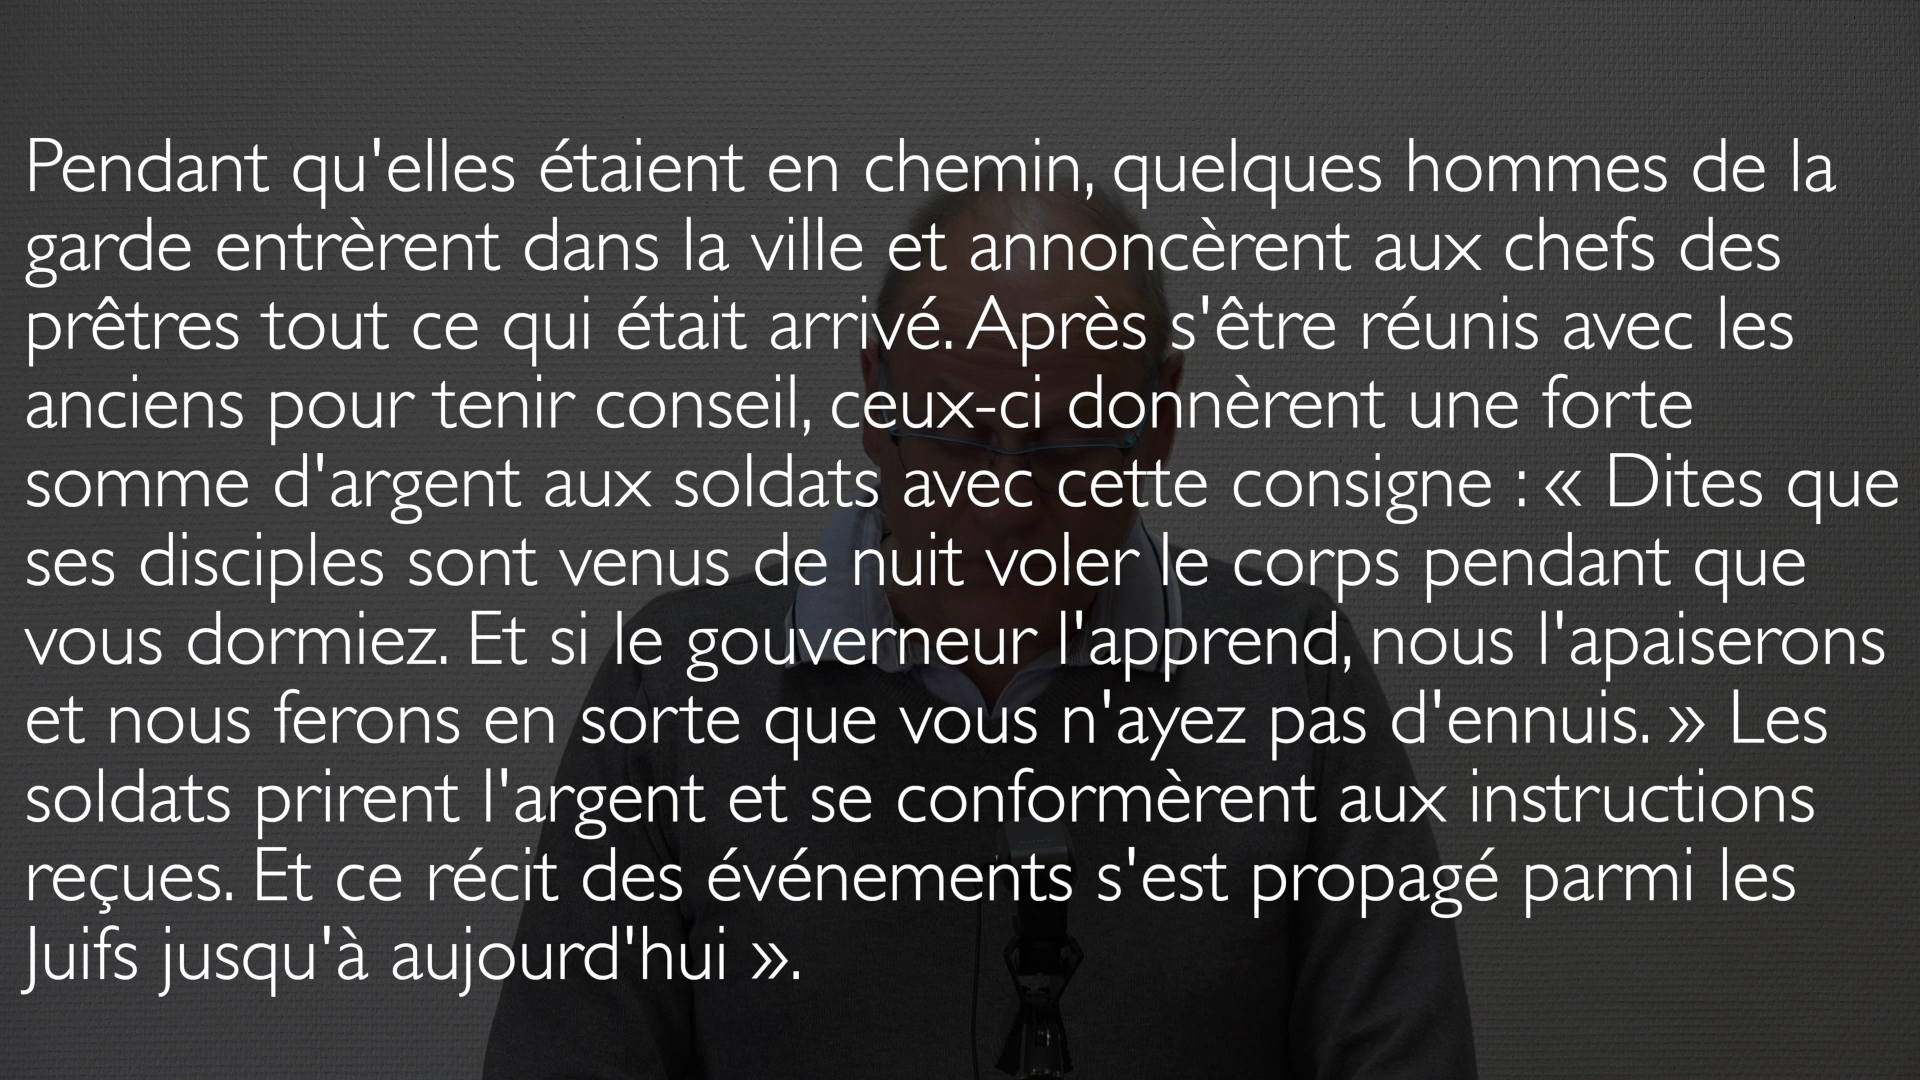 Pendant qu'elles étaient en chemin, quelques hommes de la
garde entrèrent dans la ville et annoncèrent aux chefs des
prêtres tout ce qui était arrivé. Après s'être réunis avec les
anciens pour tenir conseil, ceux-ci donnèrent une forte
somme d'argent aux soldats avec cette consigne : « Dites que
ses disciples sont venus de nuit voler le corps pendant que
vous dormiez. Et si le gouverneur l'apprend, nous l'apaiserons
et nous ferons en sorte que vous n'ayez pas d'ennuis. » Les
soldats prirent l'argent et se conformèrent aux instructions
reçues. Et ce récit des événements s'est propagé parmi les
Juifs jusqu'à aujourd'hui ».